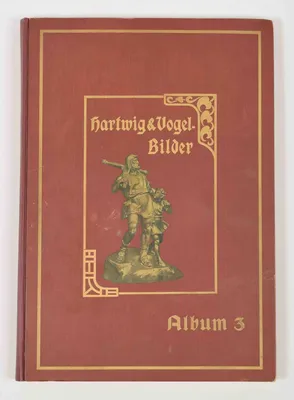 Hartwig & Vogel-
Bilder
Album 3